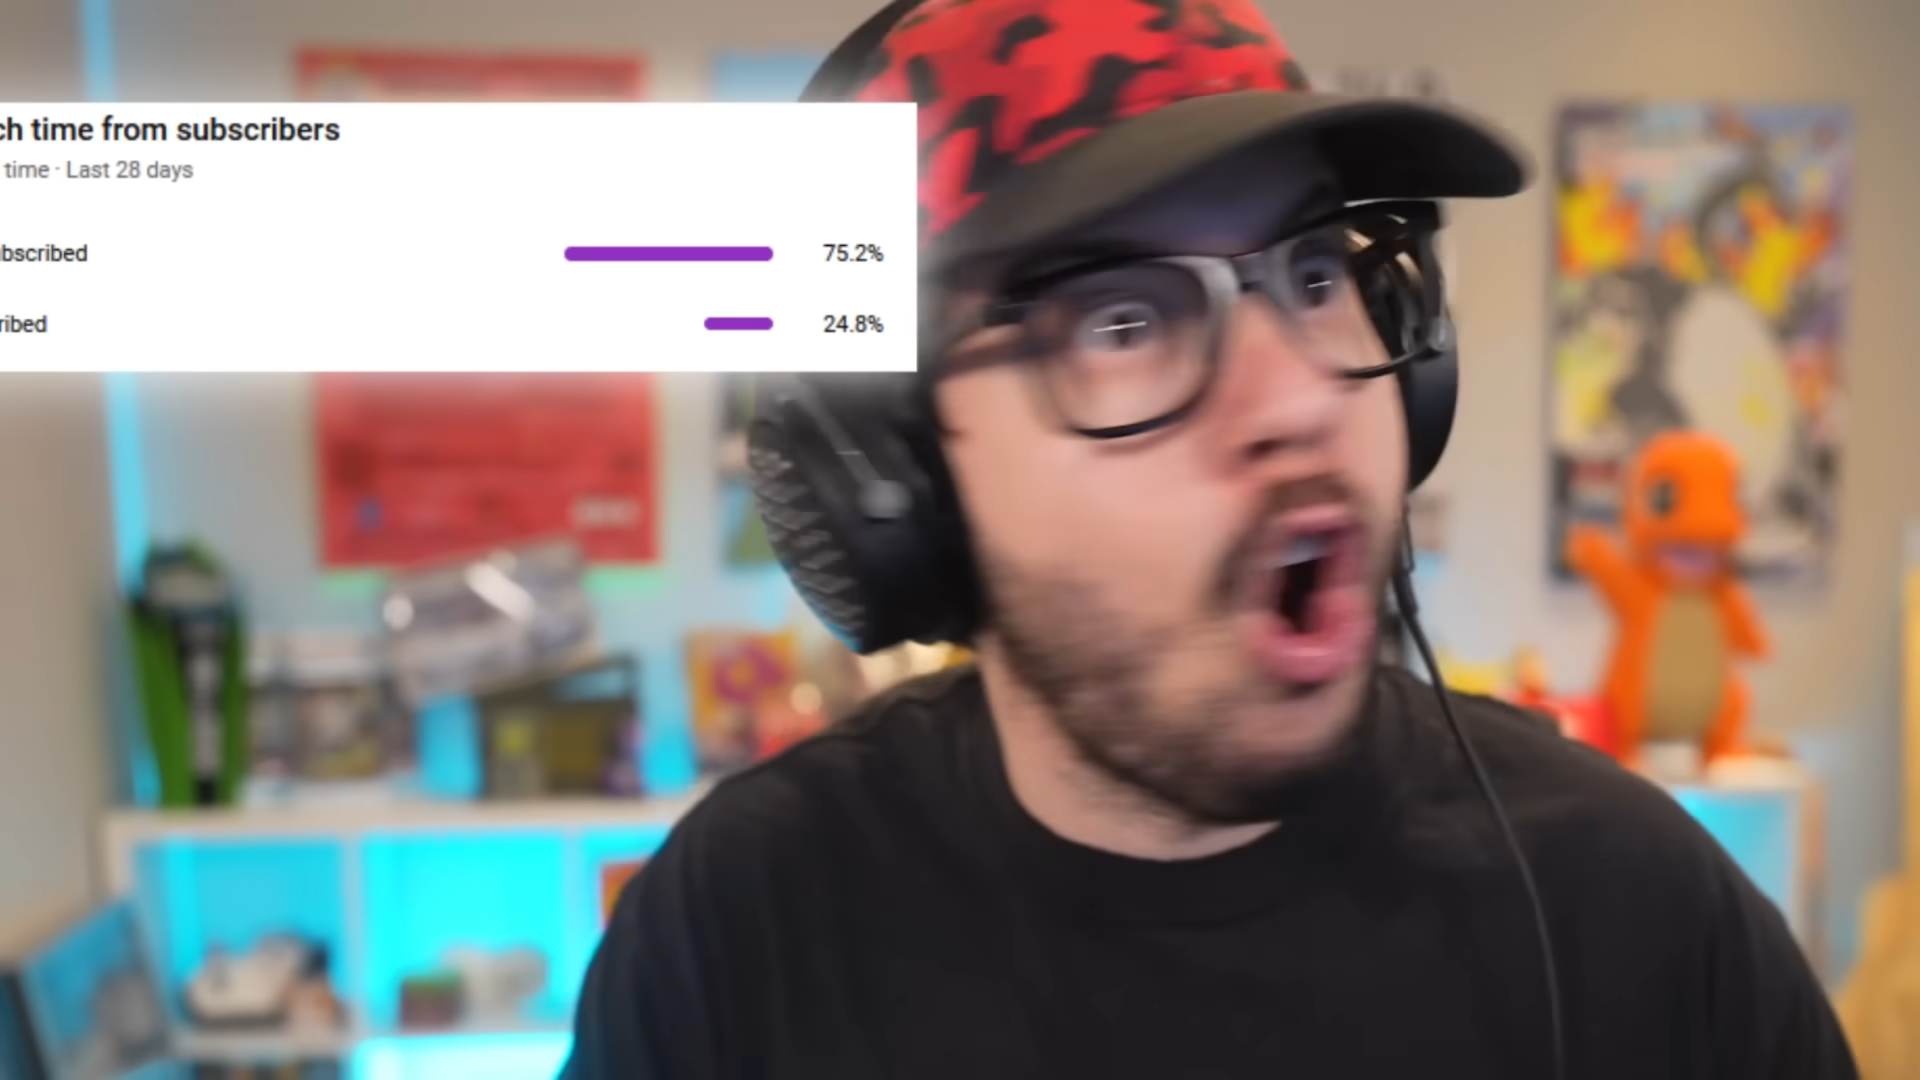 ch time from subscribers
time · Last 28 days
bscribed 75.2%
ribed 24.8%